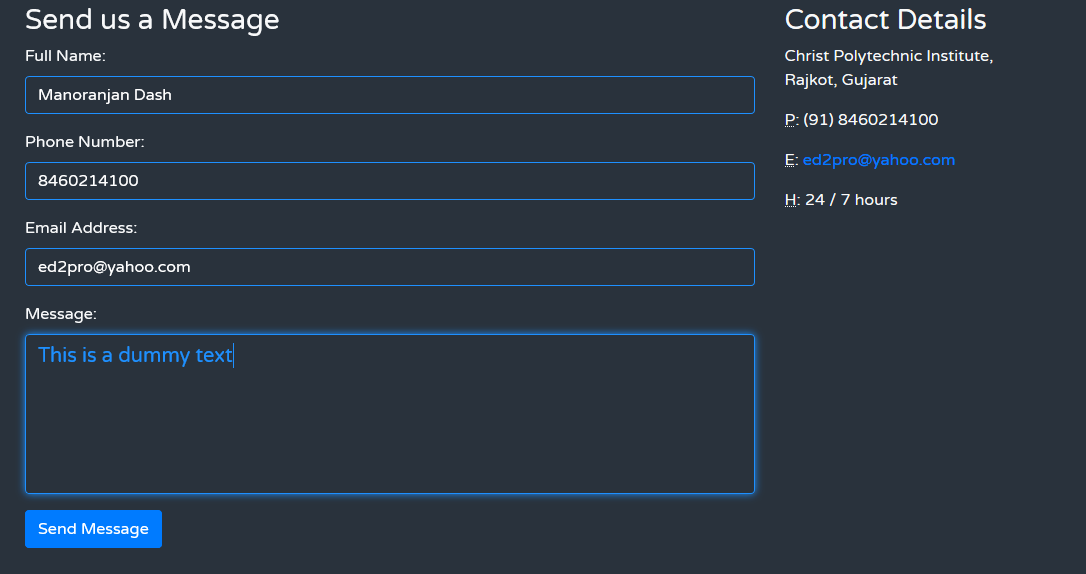 Send us a Message
Full Name:
Manoranjan Dash
Phone Number:
8460214100
Email Address:
ed2pro@yahoo.com
Message:
This is a dummy text
Send Message
Contact Details
Christ Polytechnic Institute,
Rajkot, Gujarat
P: (91) 8460214100
E: ed2pro@yahoo.com
H: 24 / 7 hours